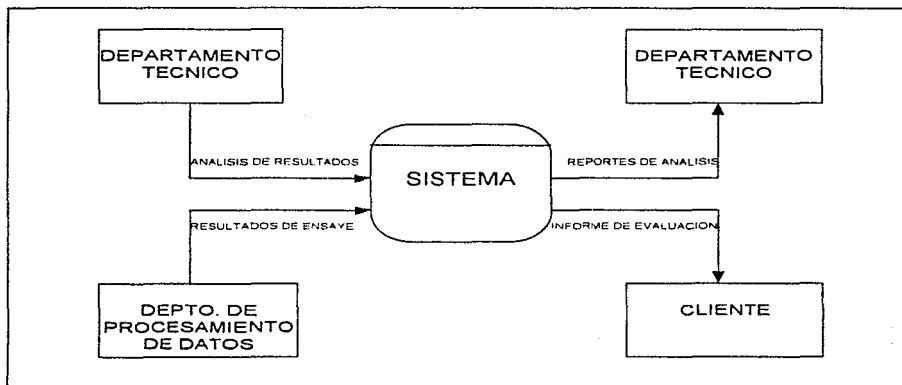 DEPARTAMENTO
TECNICO
DEPARTAMENTO
TECNICO
ANALISIS DE RESULTADOS
REPORTES DE ANALISIS
SISTEMA
RESULTADOS DE ENSAYE
INFORME DE EVALUACION
DEPTO. DE
PROCESAMIENTO
DE DATOS
CLIENTE